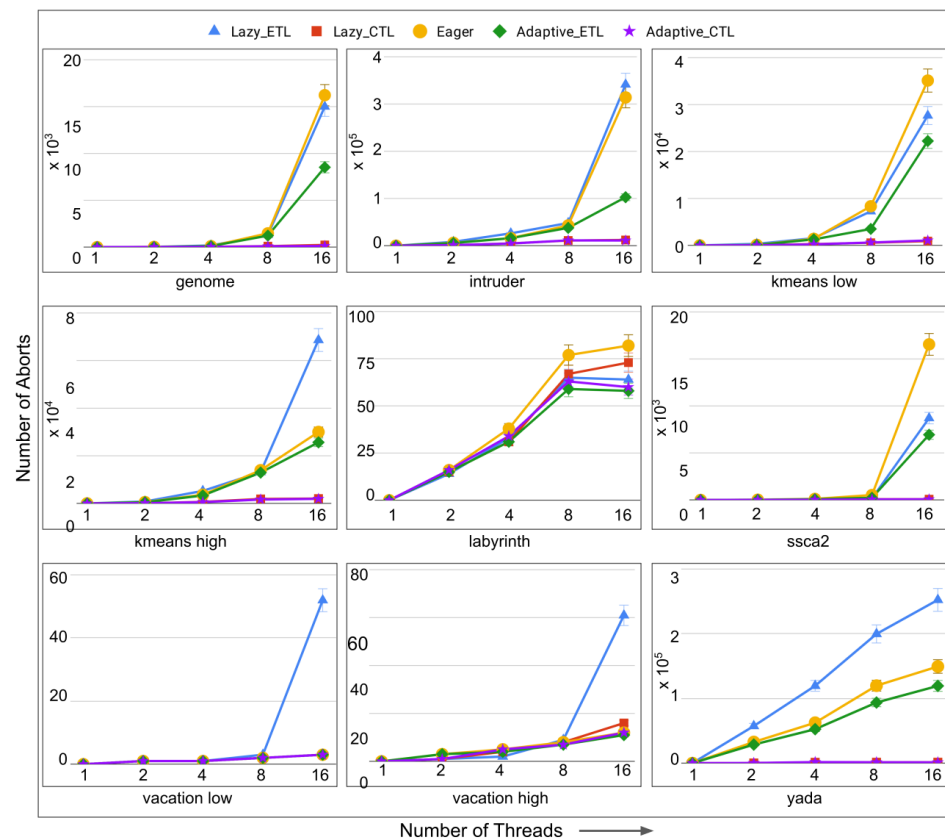 Lazy_ETL Lazy_CTL Eager Adaptive_ETL Adaptive_CTL
Number of Aborts
20
15
10
5
0
x 10³
1 2 4 8 16
genome
4
3
2
1
0
x 10⁵
1 2 4 8 16
intruder
4
3
2
1
0
x 10⁴
1 2 4 8 16
kmeans low
8
6
4
2
0
x 10⁴
1 2 4 8 16
kmeans high
100
75
50
25
0
1 2 4 8 16
labyrinth
20
15
10
5
0
x 10³
1 2 4 8 16
ssca2
60
40
20
0
1 2 4 8 16
vacation low
80
60
40
20
0
1 2 4 8 16
vacation high
3
2
1
0
x 10⁵
1 2 4 8 16
yada
Number of Threads